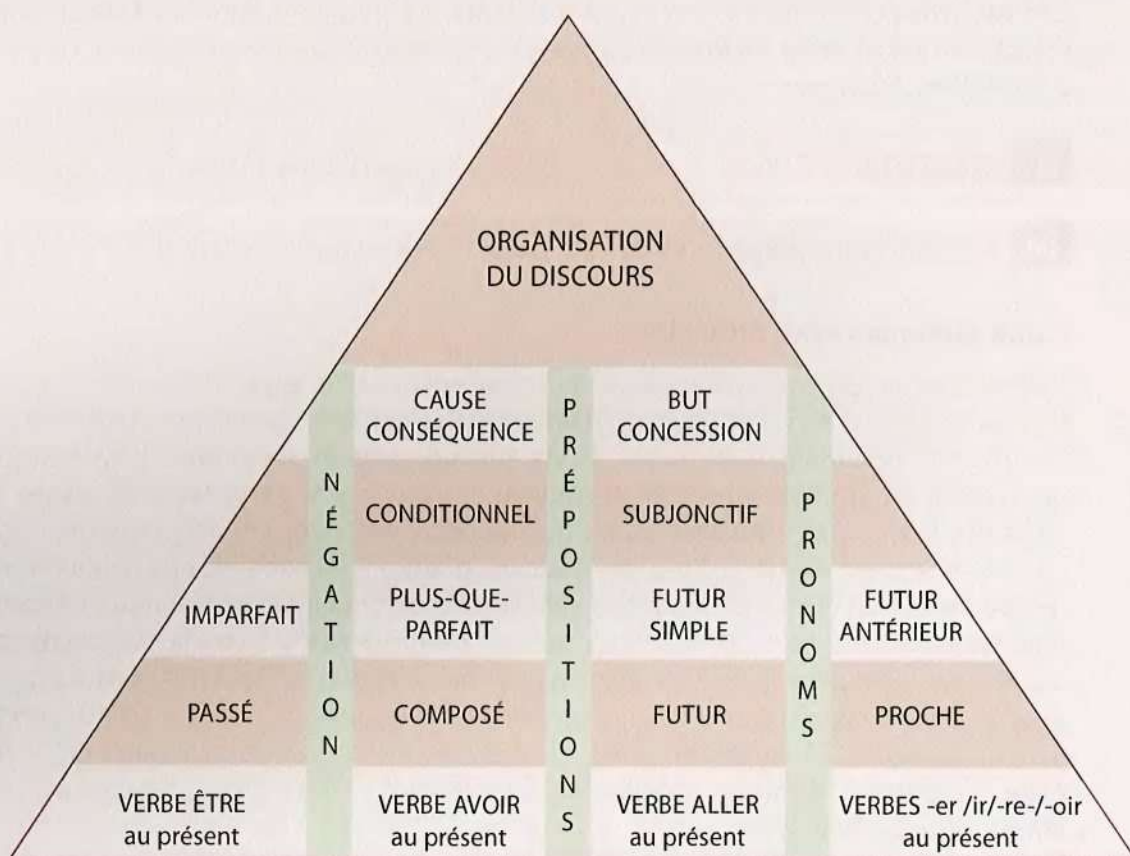 ORGANISATION
DU DISCOURS
CAUSE
CONSÉQUENCE
BUT
CONCESSION
CONDITIONNEL
SUBJONCTIF
IMPARFAIT
PLUS-QUE-
PARFAIT
FUTUR
SIMPLE
FUTUR
ANTÉRIEUR
PASSÉ
COMPOSÉ
FUTUR
PROCHE
VERBE ÊTRE
au présent
VERBE AVOIR
au présent
VERBE ALLER
au présent
VERBES -er /ir/-re-/-oir
au présent
NÉGATION
PRÉPOSITIONS
PRONOMS